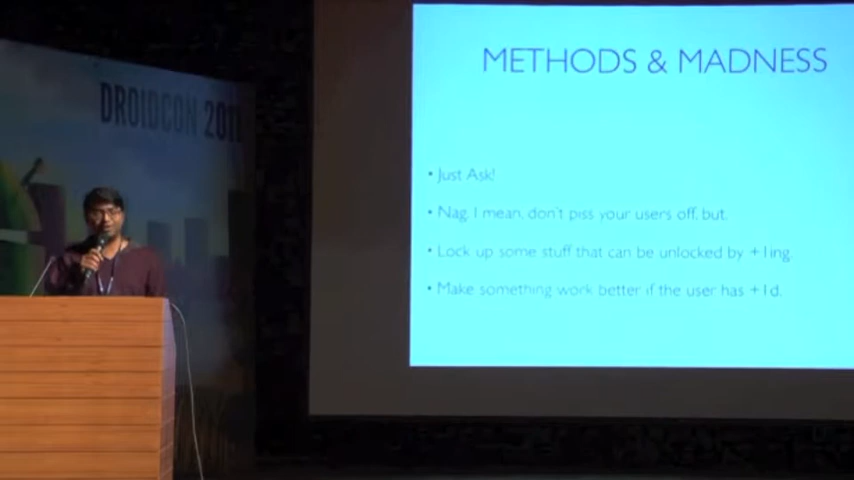 DROIDCON 2011
METHODS & MADNESS
• Just Ask!
• Nag. I mean, don't piss your users off, but.
• Lock up some stuff that can be unlocked by +1ing.
• Make something work better if the user has +1d.